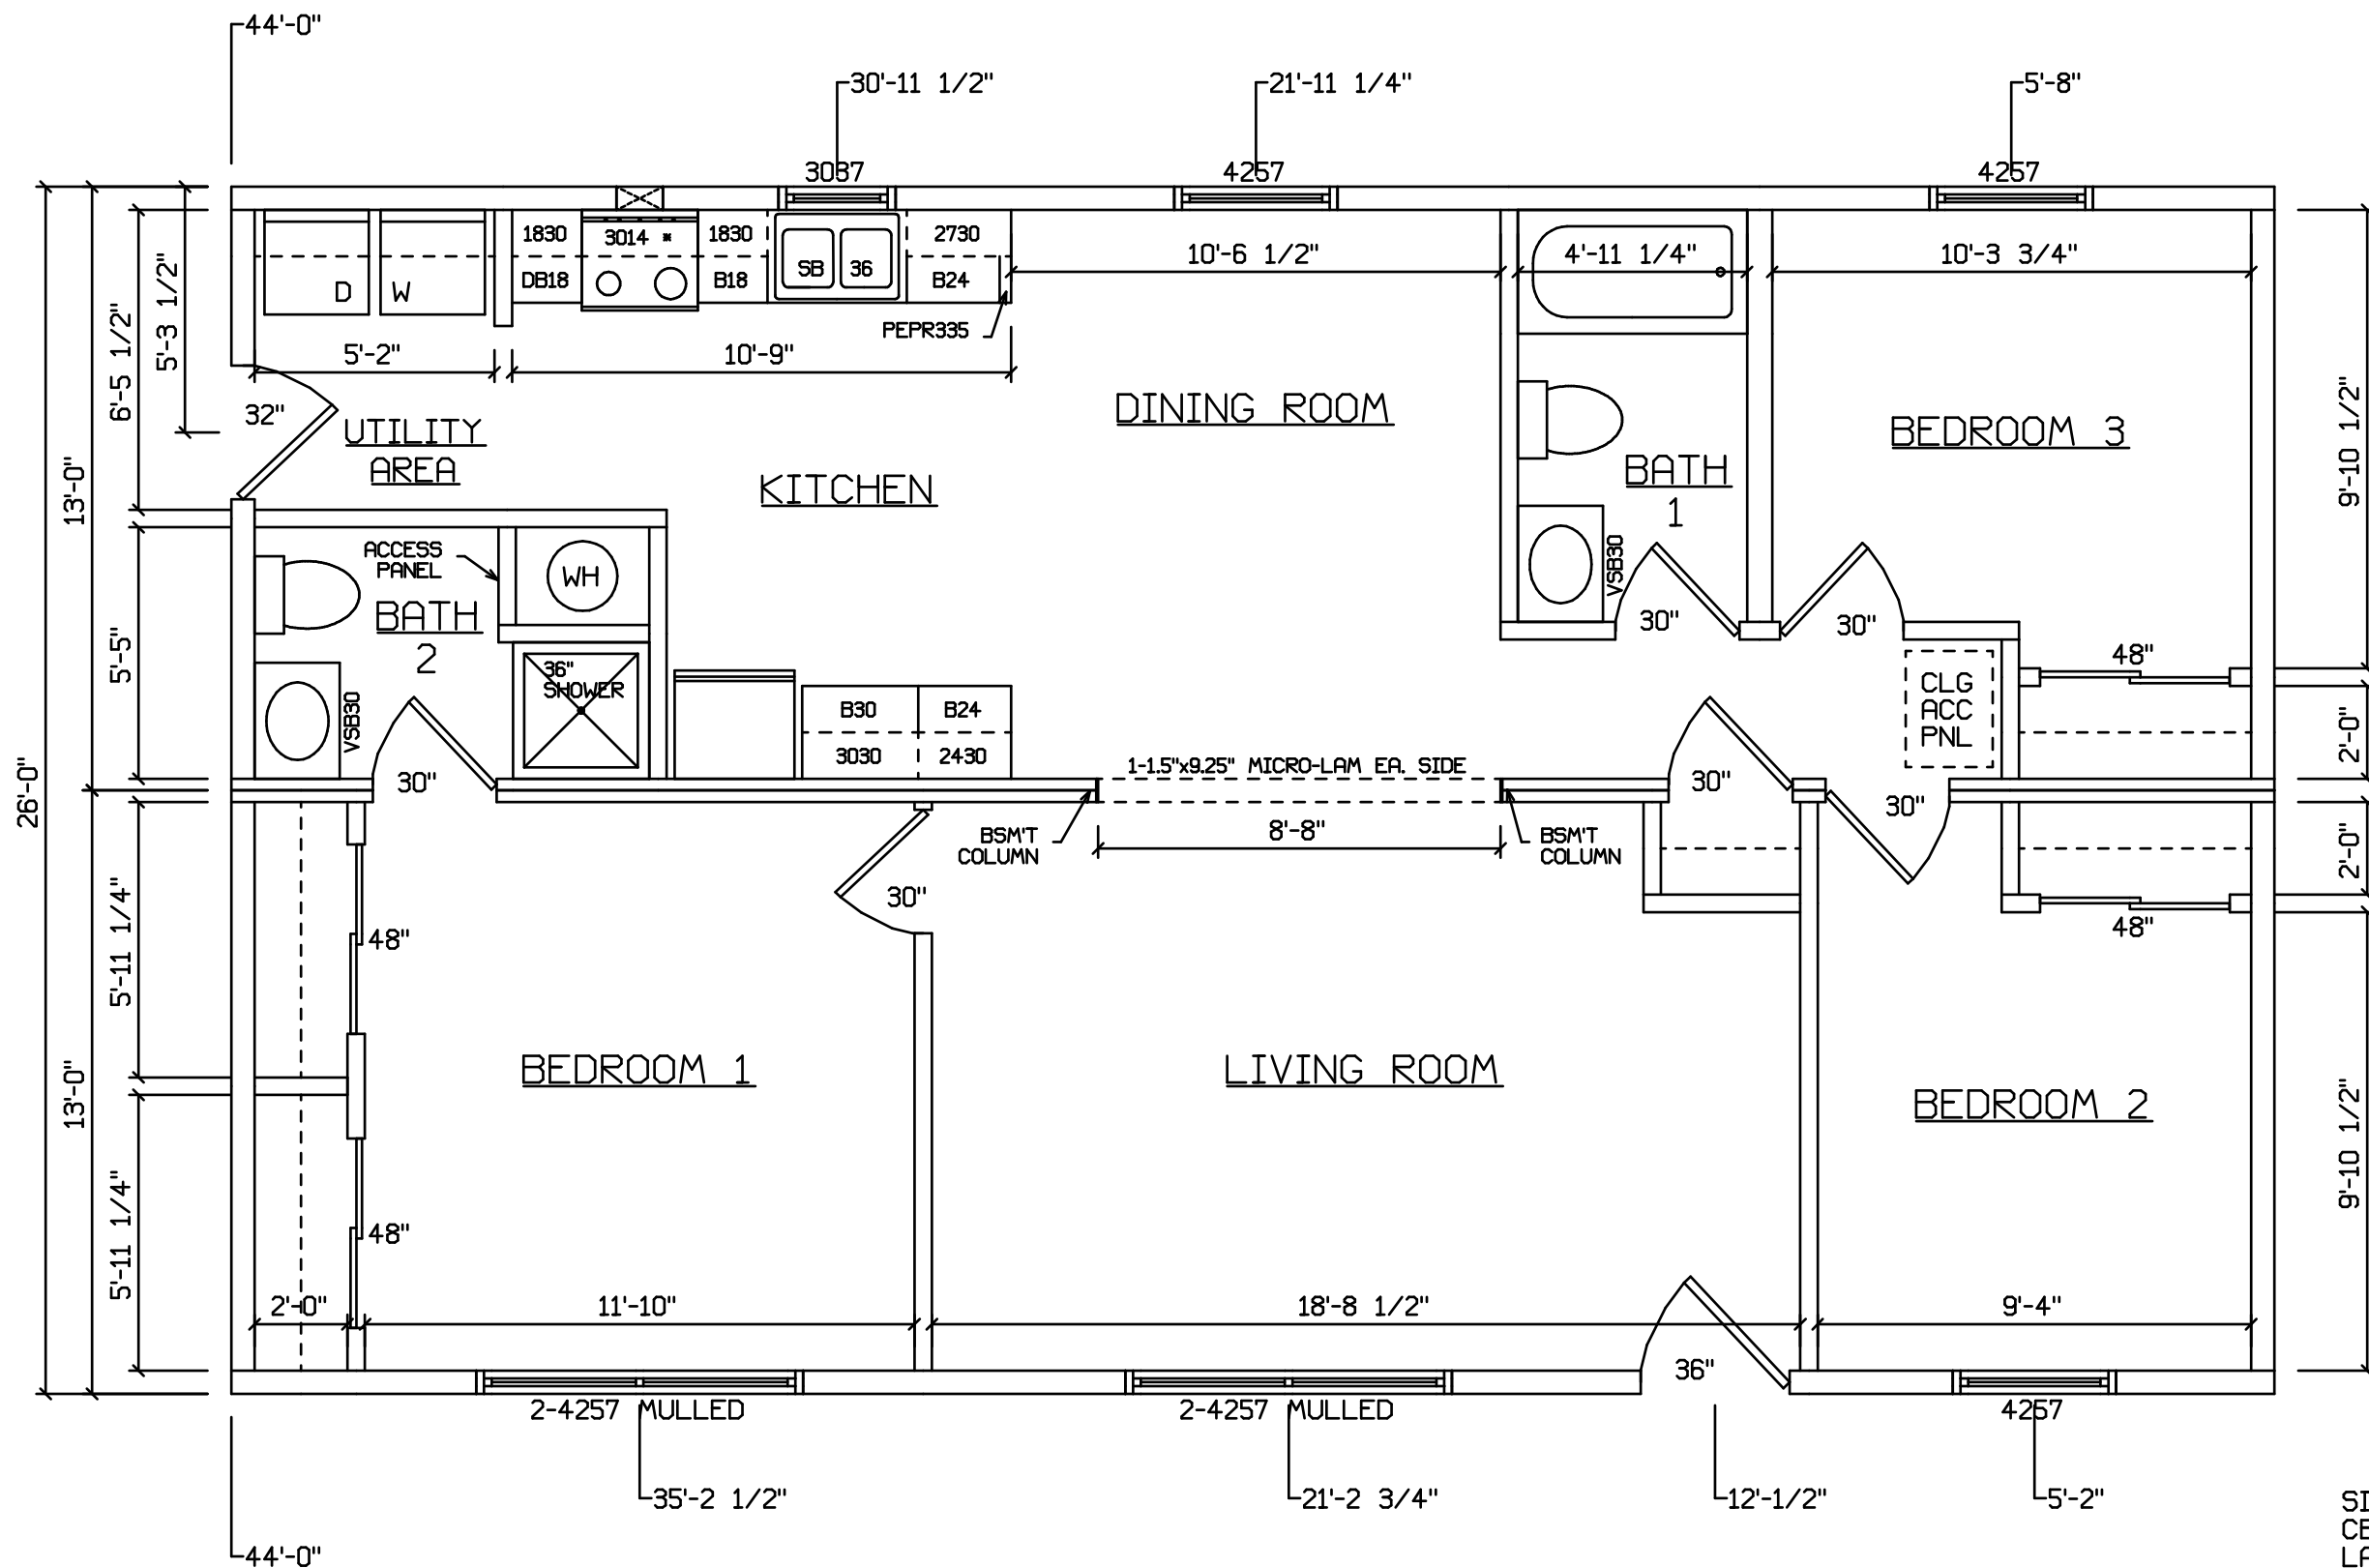 44'-0"
30'-11 1/2"
21'-11 1/4"
5'-8"
3037
4257
4257
1830
3014 *
1830
2730
10'-6 1/2"
4'-11 1/4"
10'-3 3/4"
D
W
DB18
B18
SB
36
B24
PEPR335
5'-2"
10'-9"
5'-3 1/2"
6'-5 1/2"
13'-0"
26'-0"
5'-5"
32"
UTILITY
AREA
KITCHEN
DINING ROOM
BATH
1
BEDROOM 3
9'-10 1/2"
ACCESS
PANEL
WH
BATH
2
VSB30
36"
SHOWER
30"
VSB30
30"
30"
48"
CLG
ACC
PNL
2'-0"
B30
B24
3030
2430
1-1.5"x9.25" MICRO-LAM EA. SIDE
30"
30"
BSM'T
COLUMN
8'-8"
BSM'T
COLUMN
30"
2'-0"
48"
48"
5'-11 1/4"
13'-0"
5'-11 1/4"
BEDROOM 1
LIVING ROOM
BEDROOM 2
9'-10 1/2"
48"
2'-0"
11'-10"
18'-8 1/2"
9'-4"
36"
2-4257 MULLED
2-4257 MULLED
4257
35'-2 1/2"
21'-2 3/4"
12'-1/2"
5'-2"
44'-0"